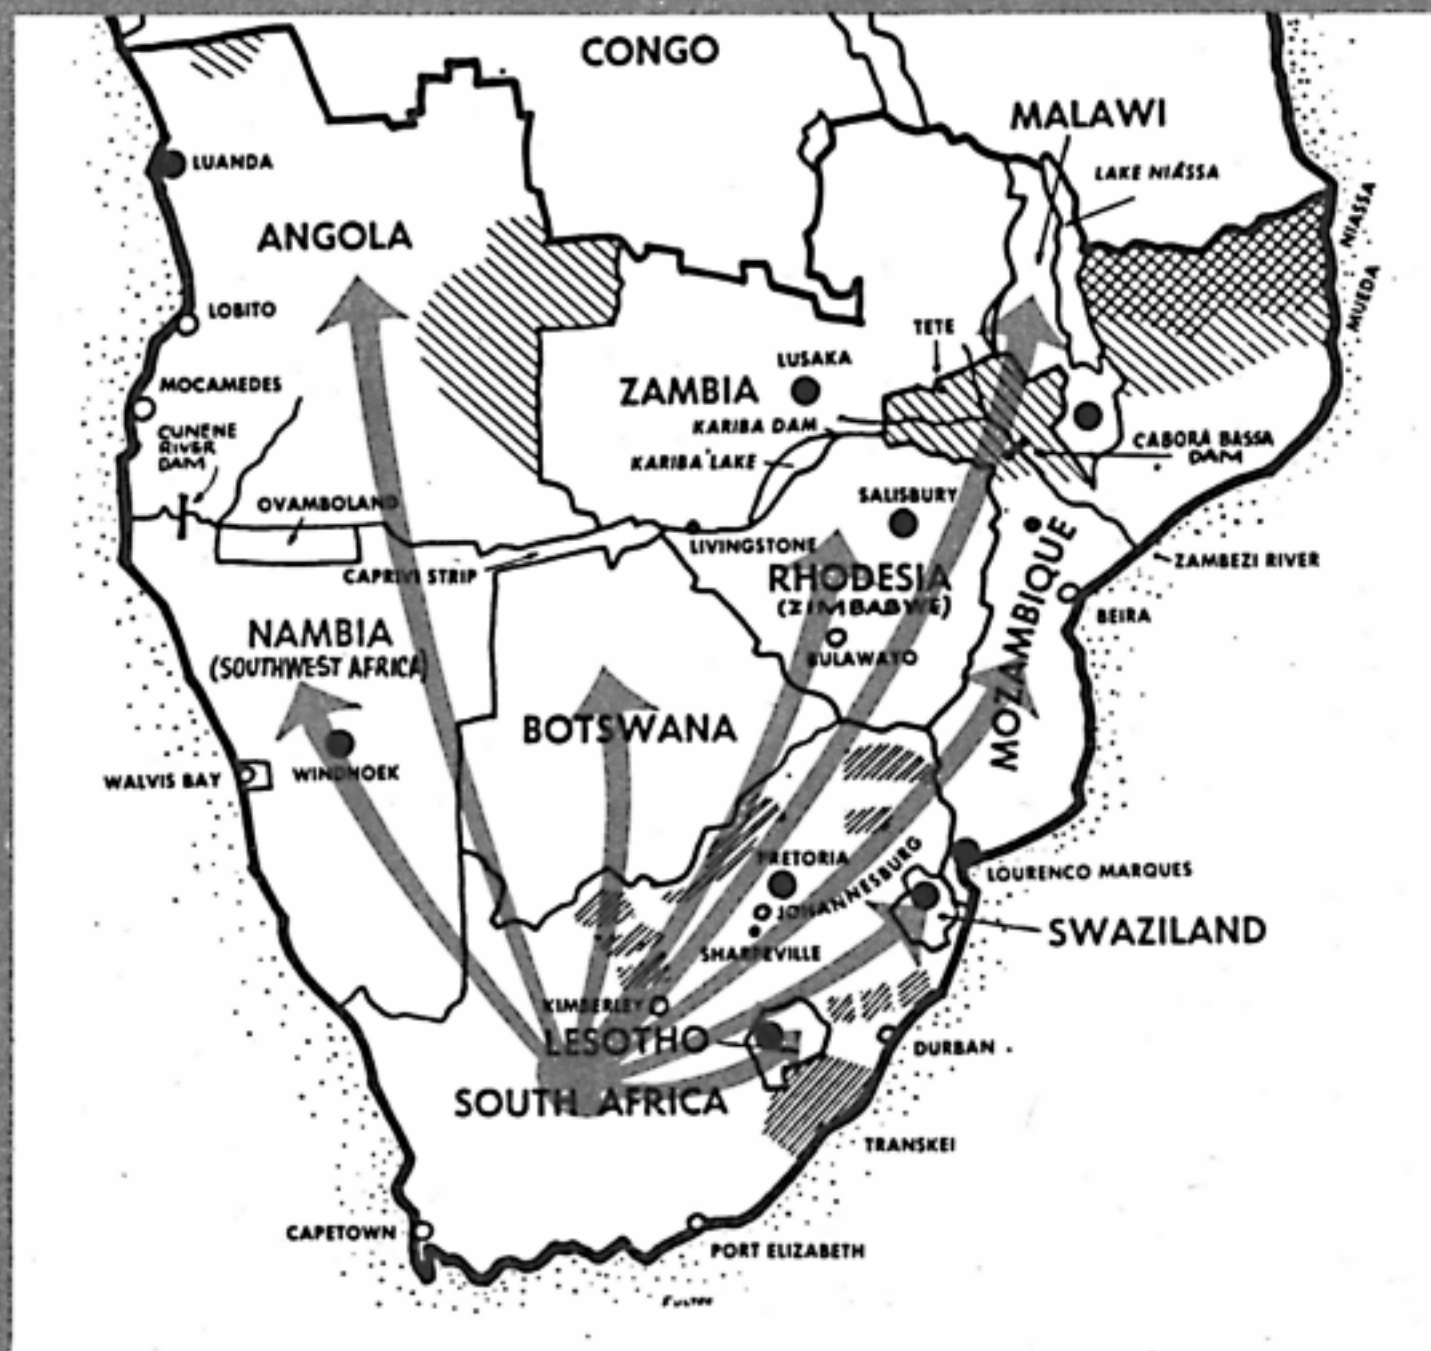 CONGO
MALAWI
LAKE NIÁSSA
NIASSA
MUEDA
LUANDA
ANGOLA
LOBITO
MOCAMEDES
CUNENE
RIVER
DAM
OVAMBOLAND
CAPRIVI STRIP
TETE
LUSAKA
ZAMBIA
KARIBA DAM
KARIBA LAKE
CABORA BASSA
DAM
SALISBURY
LIVINGSTONE
RHODESIA
(ZIMBABWE)
BULAWAYO
ZAMBEZI RIVER
BEIRA
MOZAMBIQUE
NAMBIA
(SOUTHWEST AFRICA)
BOTSWANA
WALVIS BAY
WINDHOEK
PRETORIA
JOHANNESBURG
SHARPEVILLE
LOURENCO MARQUES
SWAZILAND
KIMBERLEY
LESOTHO
DURBAN
SOUTH AFRICA
TRANSKEI
CAPETOWN
PORT ELIZABETH